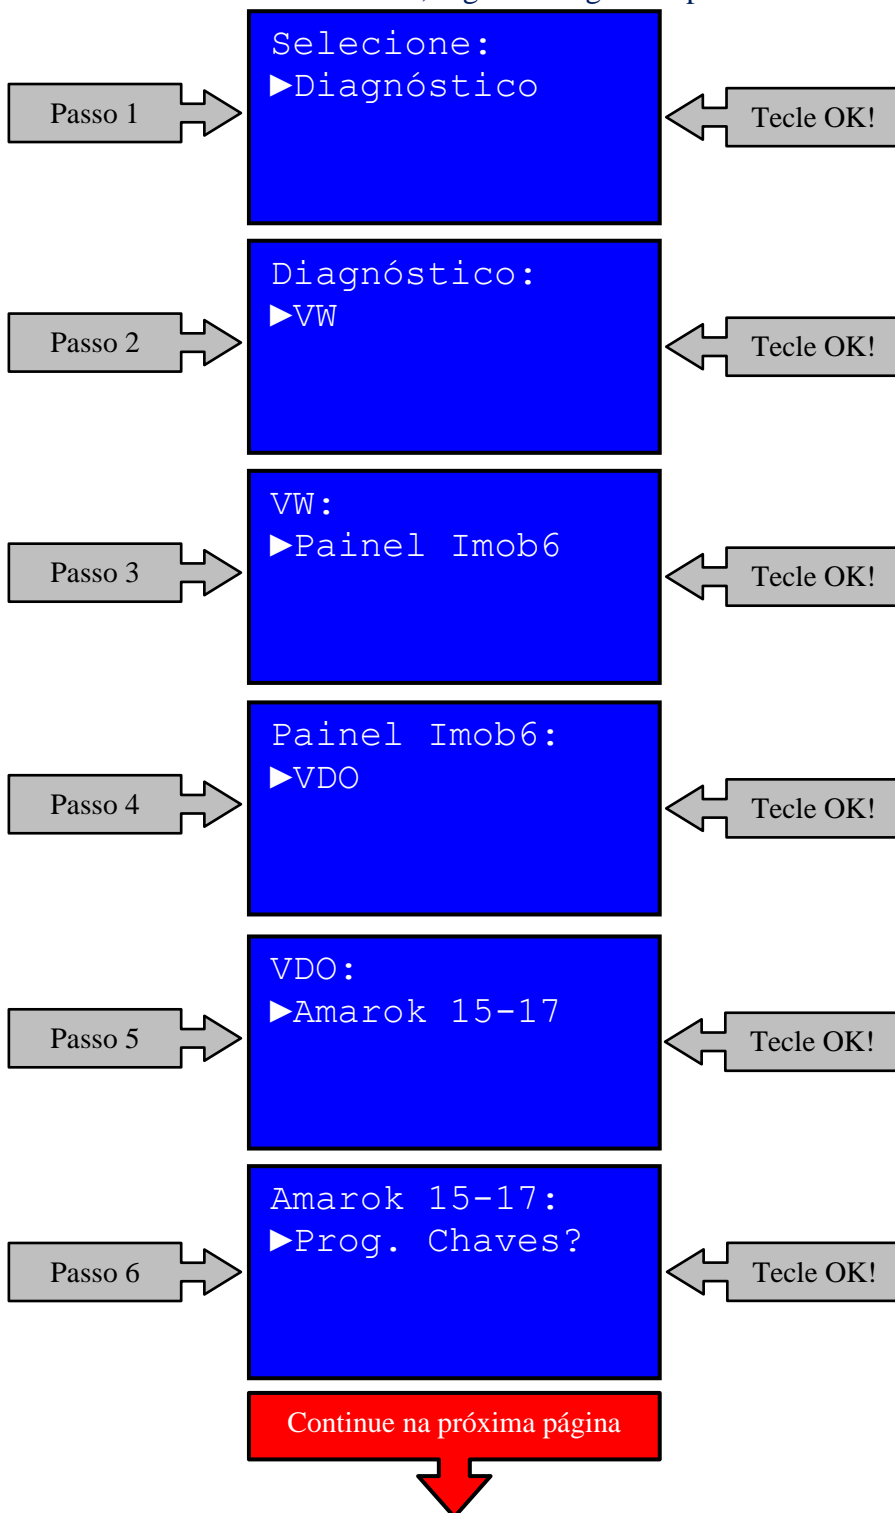 Selecione:
►Diagnóstico
Passo 1
Tecle OK!
Diagnóstico:
►VW
Passo 2
Tecle OK!
VW:
►Painel Imob6
Passo 3
Tecle OK!
Painel Imob6:
►VDO
Passo 4
Tecle OK!
VDO:
►Amarok 15-17
Passo 5
Tecle OK!
Amarok 15-17:
►Prog. Chaves?
Passo 6
Tecle OK!
Continue na próxima página